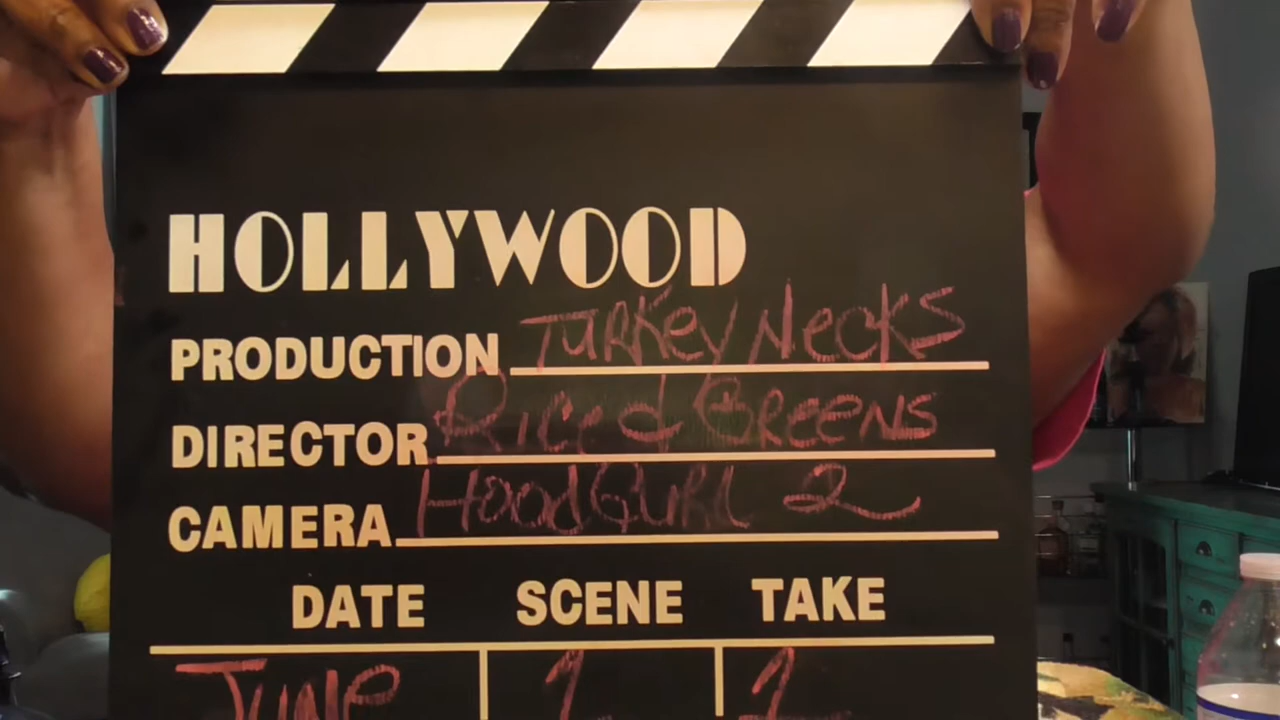 HOLLYWOOD
PRODUCTION Turkey Necks
DIRECTOR Rice d Greens
CAMERA HoodGurl 2
DATE SCENE TAKE
June 1 1